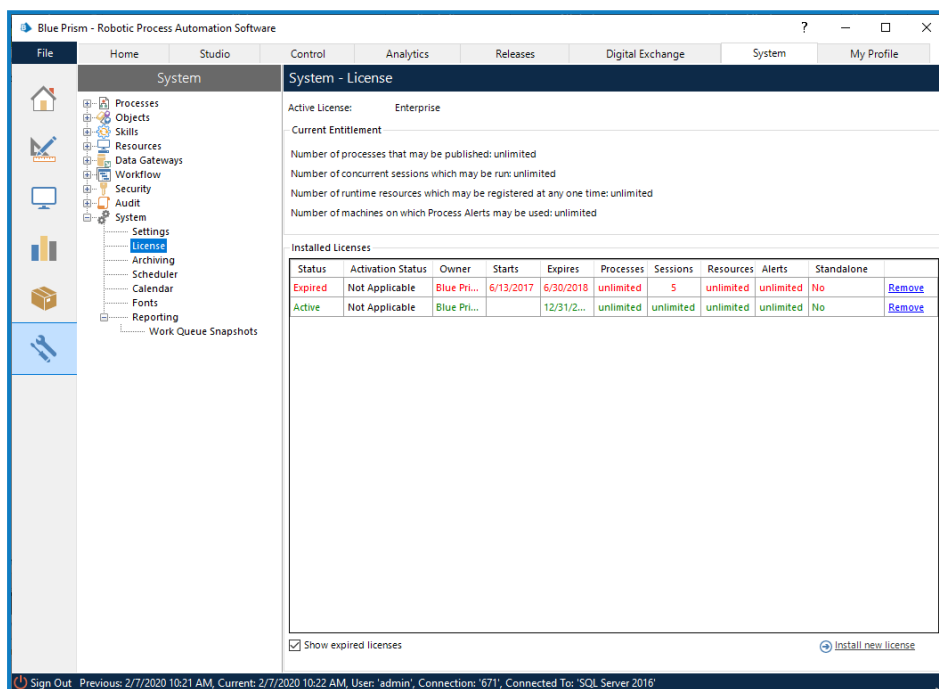 Blue Prism - Robotic Process Automation Software ?
File Home Studio Control Analytics Releases Digital Exchange System My Profile
System
Processes
Objects
Skills
Resources
Data Gateways
Workflow
Security
Audit
System
Settings
License
Archiving
Scheduler
Calendar
Fonts
Reporting
Work Queue Snapshots
System - License
Active License: Enterprise
Current Entitlement
Number of processes that may be published: unlimited
Number of concurrent sessions which may be run: unlimited
Number of runtime resources which may be registered at any one time: unlimited
Number of machines on which Process Alerts may be used: unlimited
Installed Licenses
Status Activation Status Owner Starts Expires Processes Sessions Resources Alerts Standalone
Expired Not Applicable Blue Pri... 6/13/2017 6/30/2018 unlimited 5 unlimited unlimited No Remove
Active Not Applicable Blue Pri... 12/31/2... unlimited unlimited unlimited unlimited No Remove
Show expired licenses
Install new license
Sign Out Previous: 2/7/2020 10:21 AM, Current: 2/7/2020 10:22 AM, User: 'admin', Connection: '671', Connected To: 'SQL Server 2016'